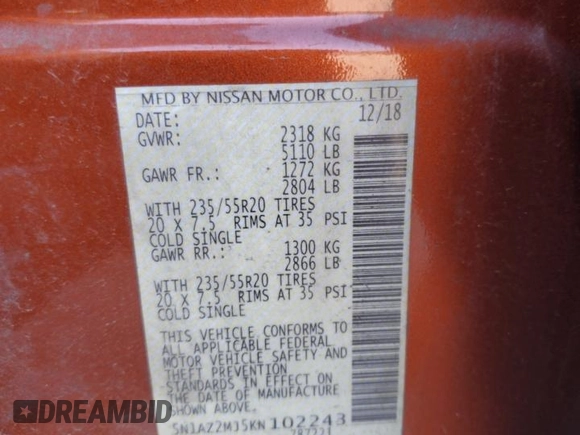 MFD BY NISSAN MOTOR CO., LTD.
DATE: 12/18
GVWR: 2318 KG
5110 LB
GAWR FR.: 1272 KG
2804 LB
WITH 235/55R20 TIRES
20 X 7.5 RIMS AT 35 PSI
COLD SINGLE
GAWR RR.: 1300 KG
2866 LB
WITH 235/55R20 TIRES
20 X 7.5 RIMS AT 35 PSI
COLD SINGLE
THIS VEHICLE CONFORMS TO
ALL APPLICABLE FEDERAL
MOTOR VEHICLE SAFETY AND
THEFT PREVENTION
STANDARDS IN EFFECT ON
THE DATE OF MANUFACTURE
SHOWN ABOVE.
5N1AZ2MJ5KN102243
DREAMBID
READ CAREFULLY BID SMART